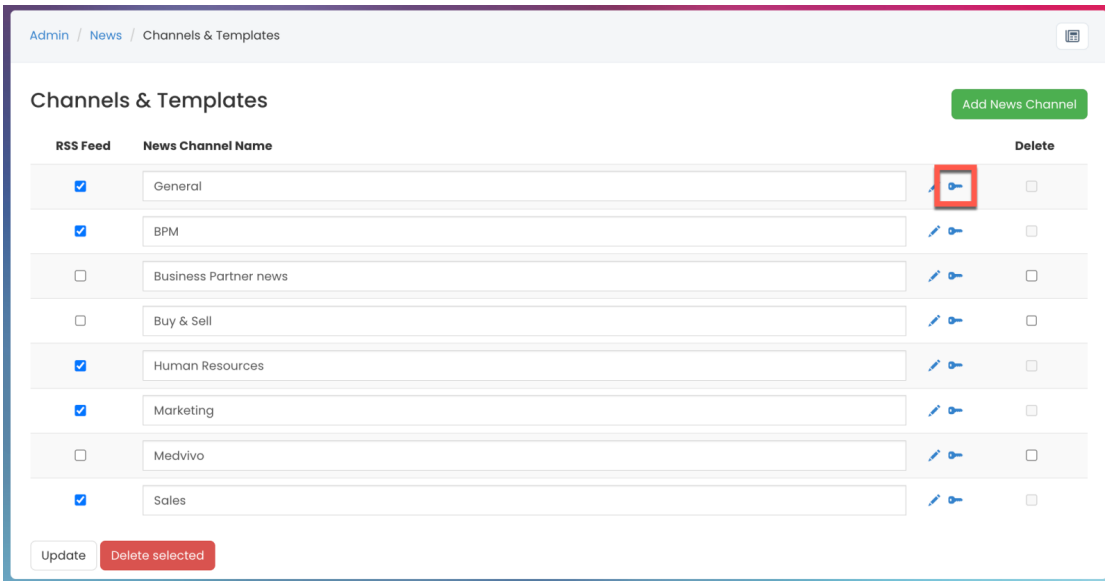 Admin / News / Channels & Templates
Channels & Templates
Add News Channel
RSS Feed News Channel Name Delete
General
BPM
Business Partner news
Buy & Sell
Human Resources
Marketing
Medvivo
Sales
Update Delete selected